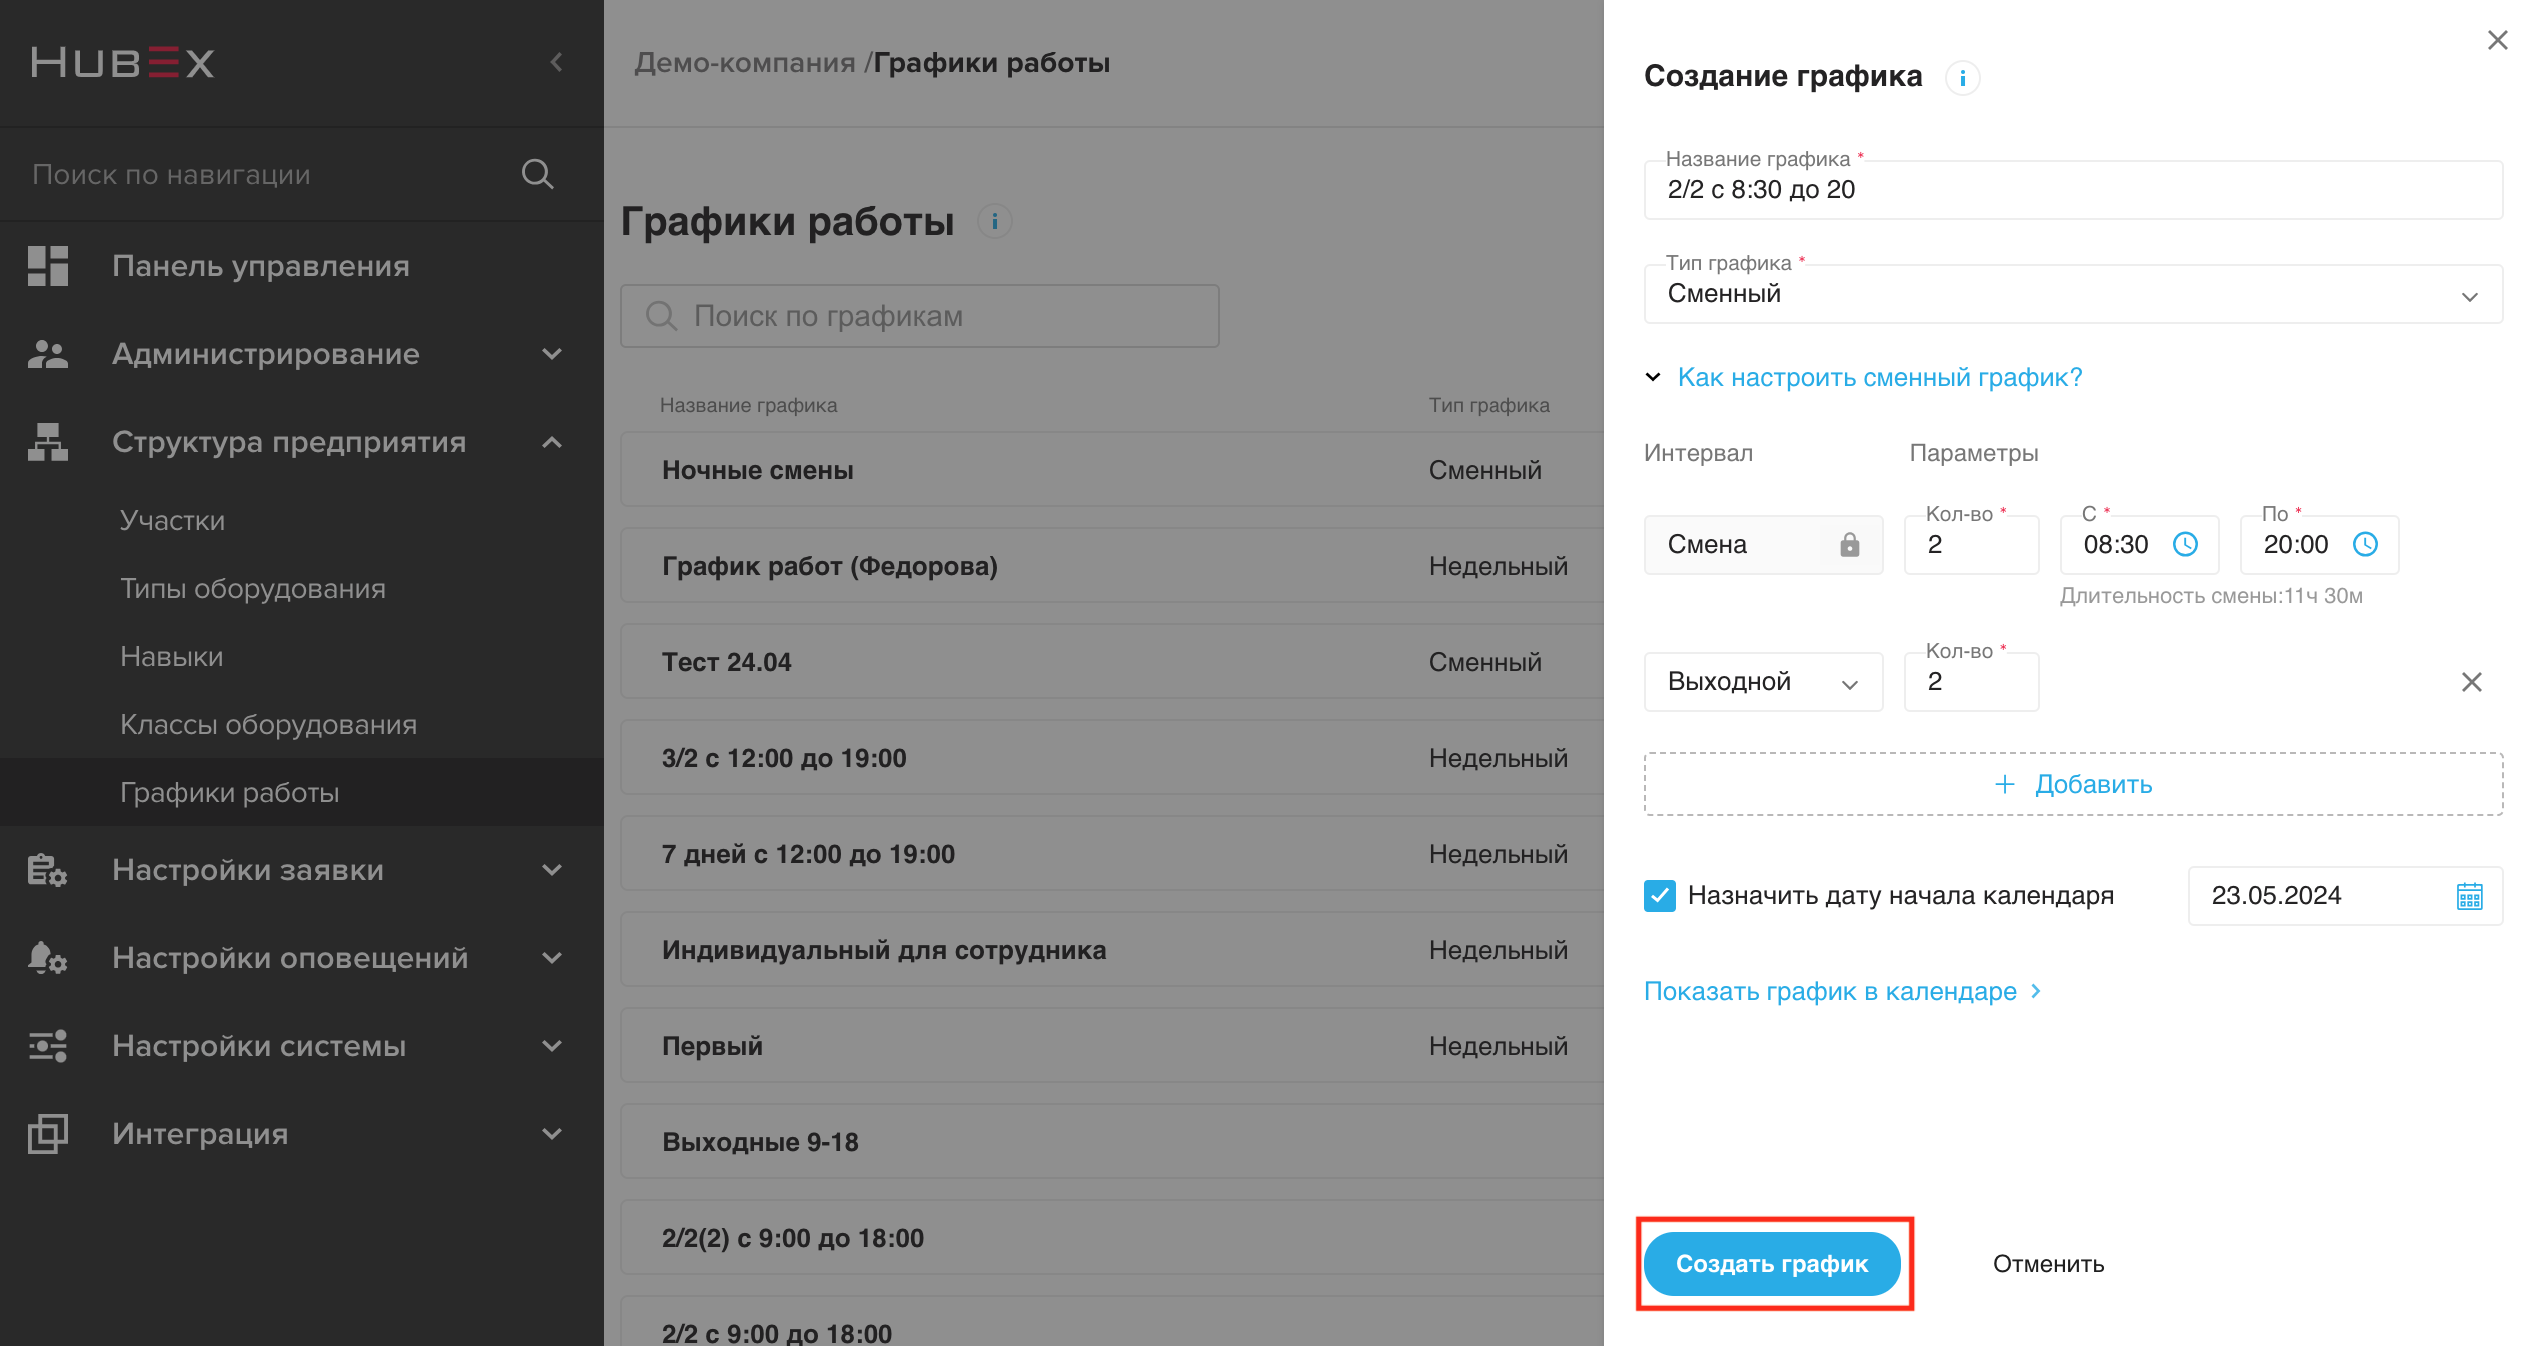 HUBEX
Поиск по навигации
Панель управления
Администрирование
Структура предприятия
Участки
Типы оборудования
Навыки
Классы оборудования
Графики работы
Настройки заявки
Настройки оповещений
Настройки системы
Интеграция
Демо-компания /Графики работы
Графики работы i
Поиск по графикам
Название графика Тип графика
Ночные смены Сменный
График работ (Федорова) Недельный
Тест 24.04 Сменный
3/2 с 12:00 до 19:00 Недельный
7 дней с 12:00 до 19:00 Недельный
Индивидуальный для сотрудника Недельный
Первый Недельный
Выходные 9-18
2/2(2) с 9:00 до 18:00
2/2 с 9:00 до 18:00
Создание графика i
Название графика *
2/2 с 8:30 до 20
Тип графика *
Сменный
Как настроить сменный график?
Интервал Параметры
Кол-во * С * По *
Смена 2 08:30 20:00
Длительность смены:11ч 30м
Кол-во *
Выходной 2
+ Добавить
Назначить дату начала календаря 23.05.2024
Показать график в календаре >
Создать график Отменить